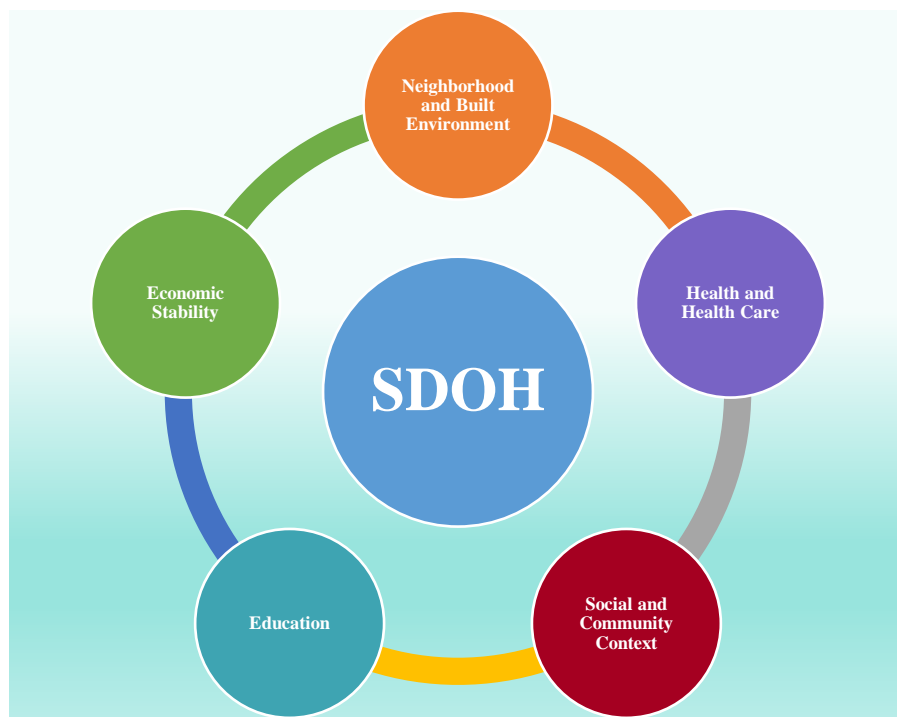 Neighborhood
and Built
Environment
Economic
Stability
Health and
Health Care
SDOH
Education
Social and
Community
Context